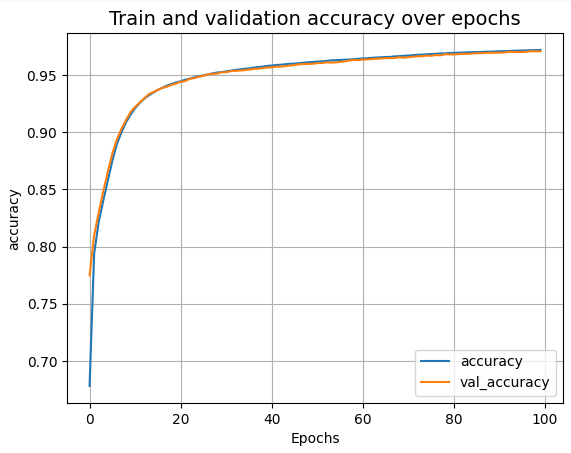 Train and validation accuracy over epochs
accuracy
0.95
0.90
0.85
0.80
0.75
0.70
0 20 40 60 80 100
Epochs
accuracy
val_accuracy